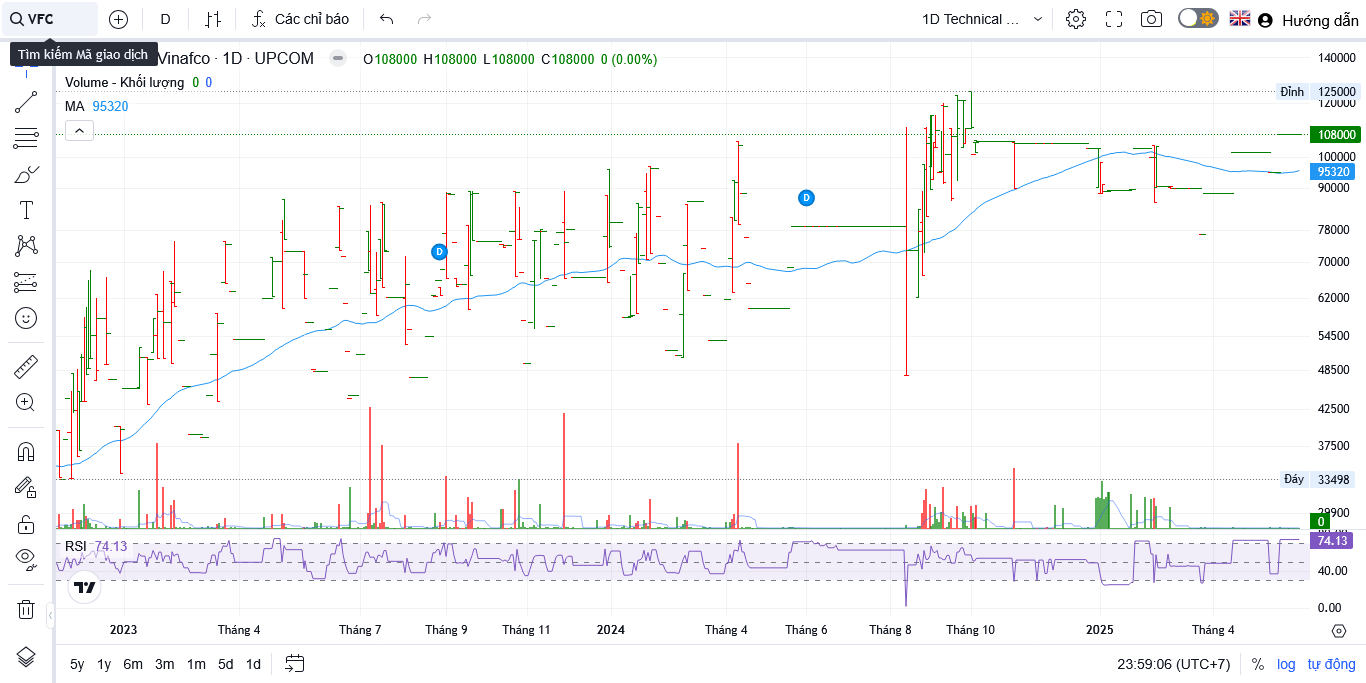 VFC
D
Các chỉ báo
1D Technical ...
Hướng dẫn
Tìm kiếm Mã giao dịch
Vinafco · 1D · UPCOM
O108000 H108000 L108000 C108000 0 (0.00%)
Volume - Khối lượng 0 0
MA 95320
D
D
140000
Đỉnh 125000
120000
108000
100000
95320
90000
78000
70000
62000
54500
48500
42500
37500
Đáy 33498
29900
0
RSI 74.13
74.13
40.00
0.00
2023
Tháng 4
Tháng 7
Tháng 9
Tháng 11
2024
Tháng 4
Tháng 6
Tháng 8
Tháng 10
2025
Tháng 4
5y 1y 6m 3m 1m 5d 1d
23:59:06 (UTC+7)
% log tự động